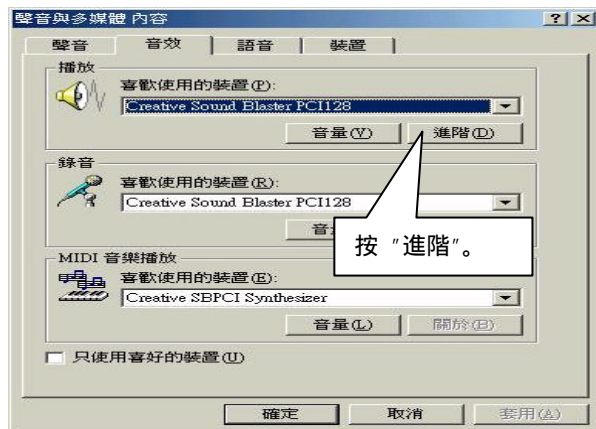 聲音與多媒體 內容
聲音 音效 語音 裝置
播放
喜歡使用的裝置(P):
Creative Sound Blaster PCI128
音量(V) 進階(D)
錄音
喜歡使用的裝置(R):
Creative Sound Blaster PCI128
按 "進階"。
MIDI 音樂播放
喜歡使用的裝置(E):
Creative SBPCI Synthesizer
音量(L) 關於(B)
只使用喜好的裝置(U)
確定 取消 套用(A)